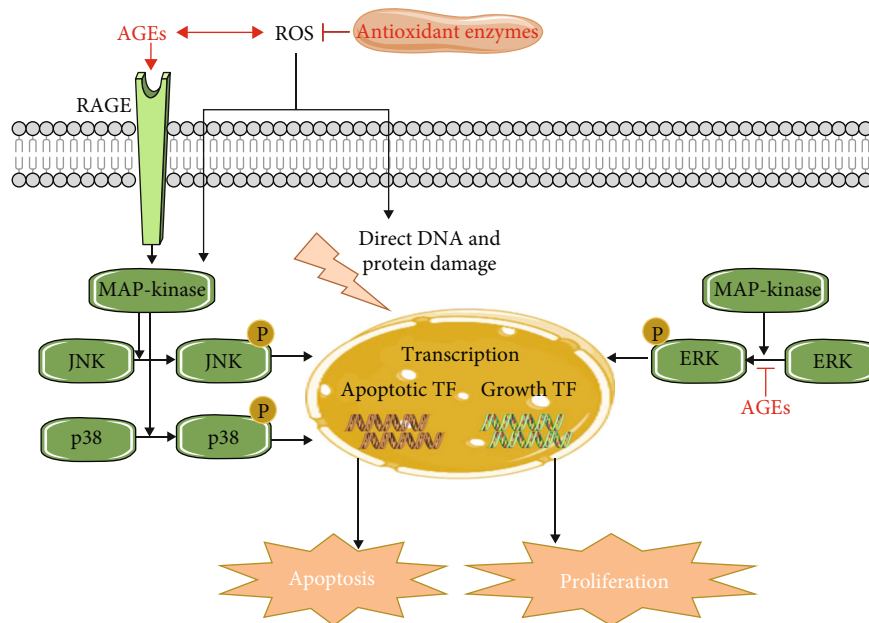 AGEs
ROS
Antioxidant enzymes
RAGE
Direct DNA and
protein damage
MAP-kinase
MAP-kinase
P
P
JNK
JNK
Transcription
ERK
ERK
Apoptotic TF
Growth TF
AGEs
P
p38
p38
Apoptosis
Proliferation